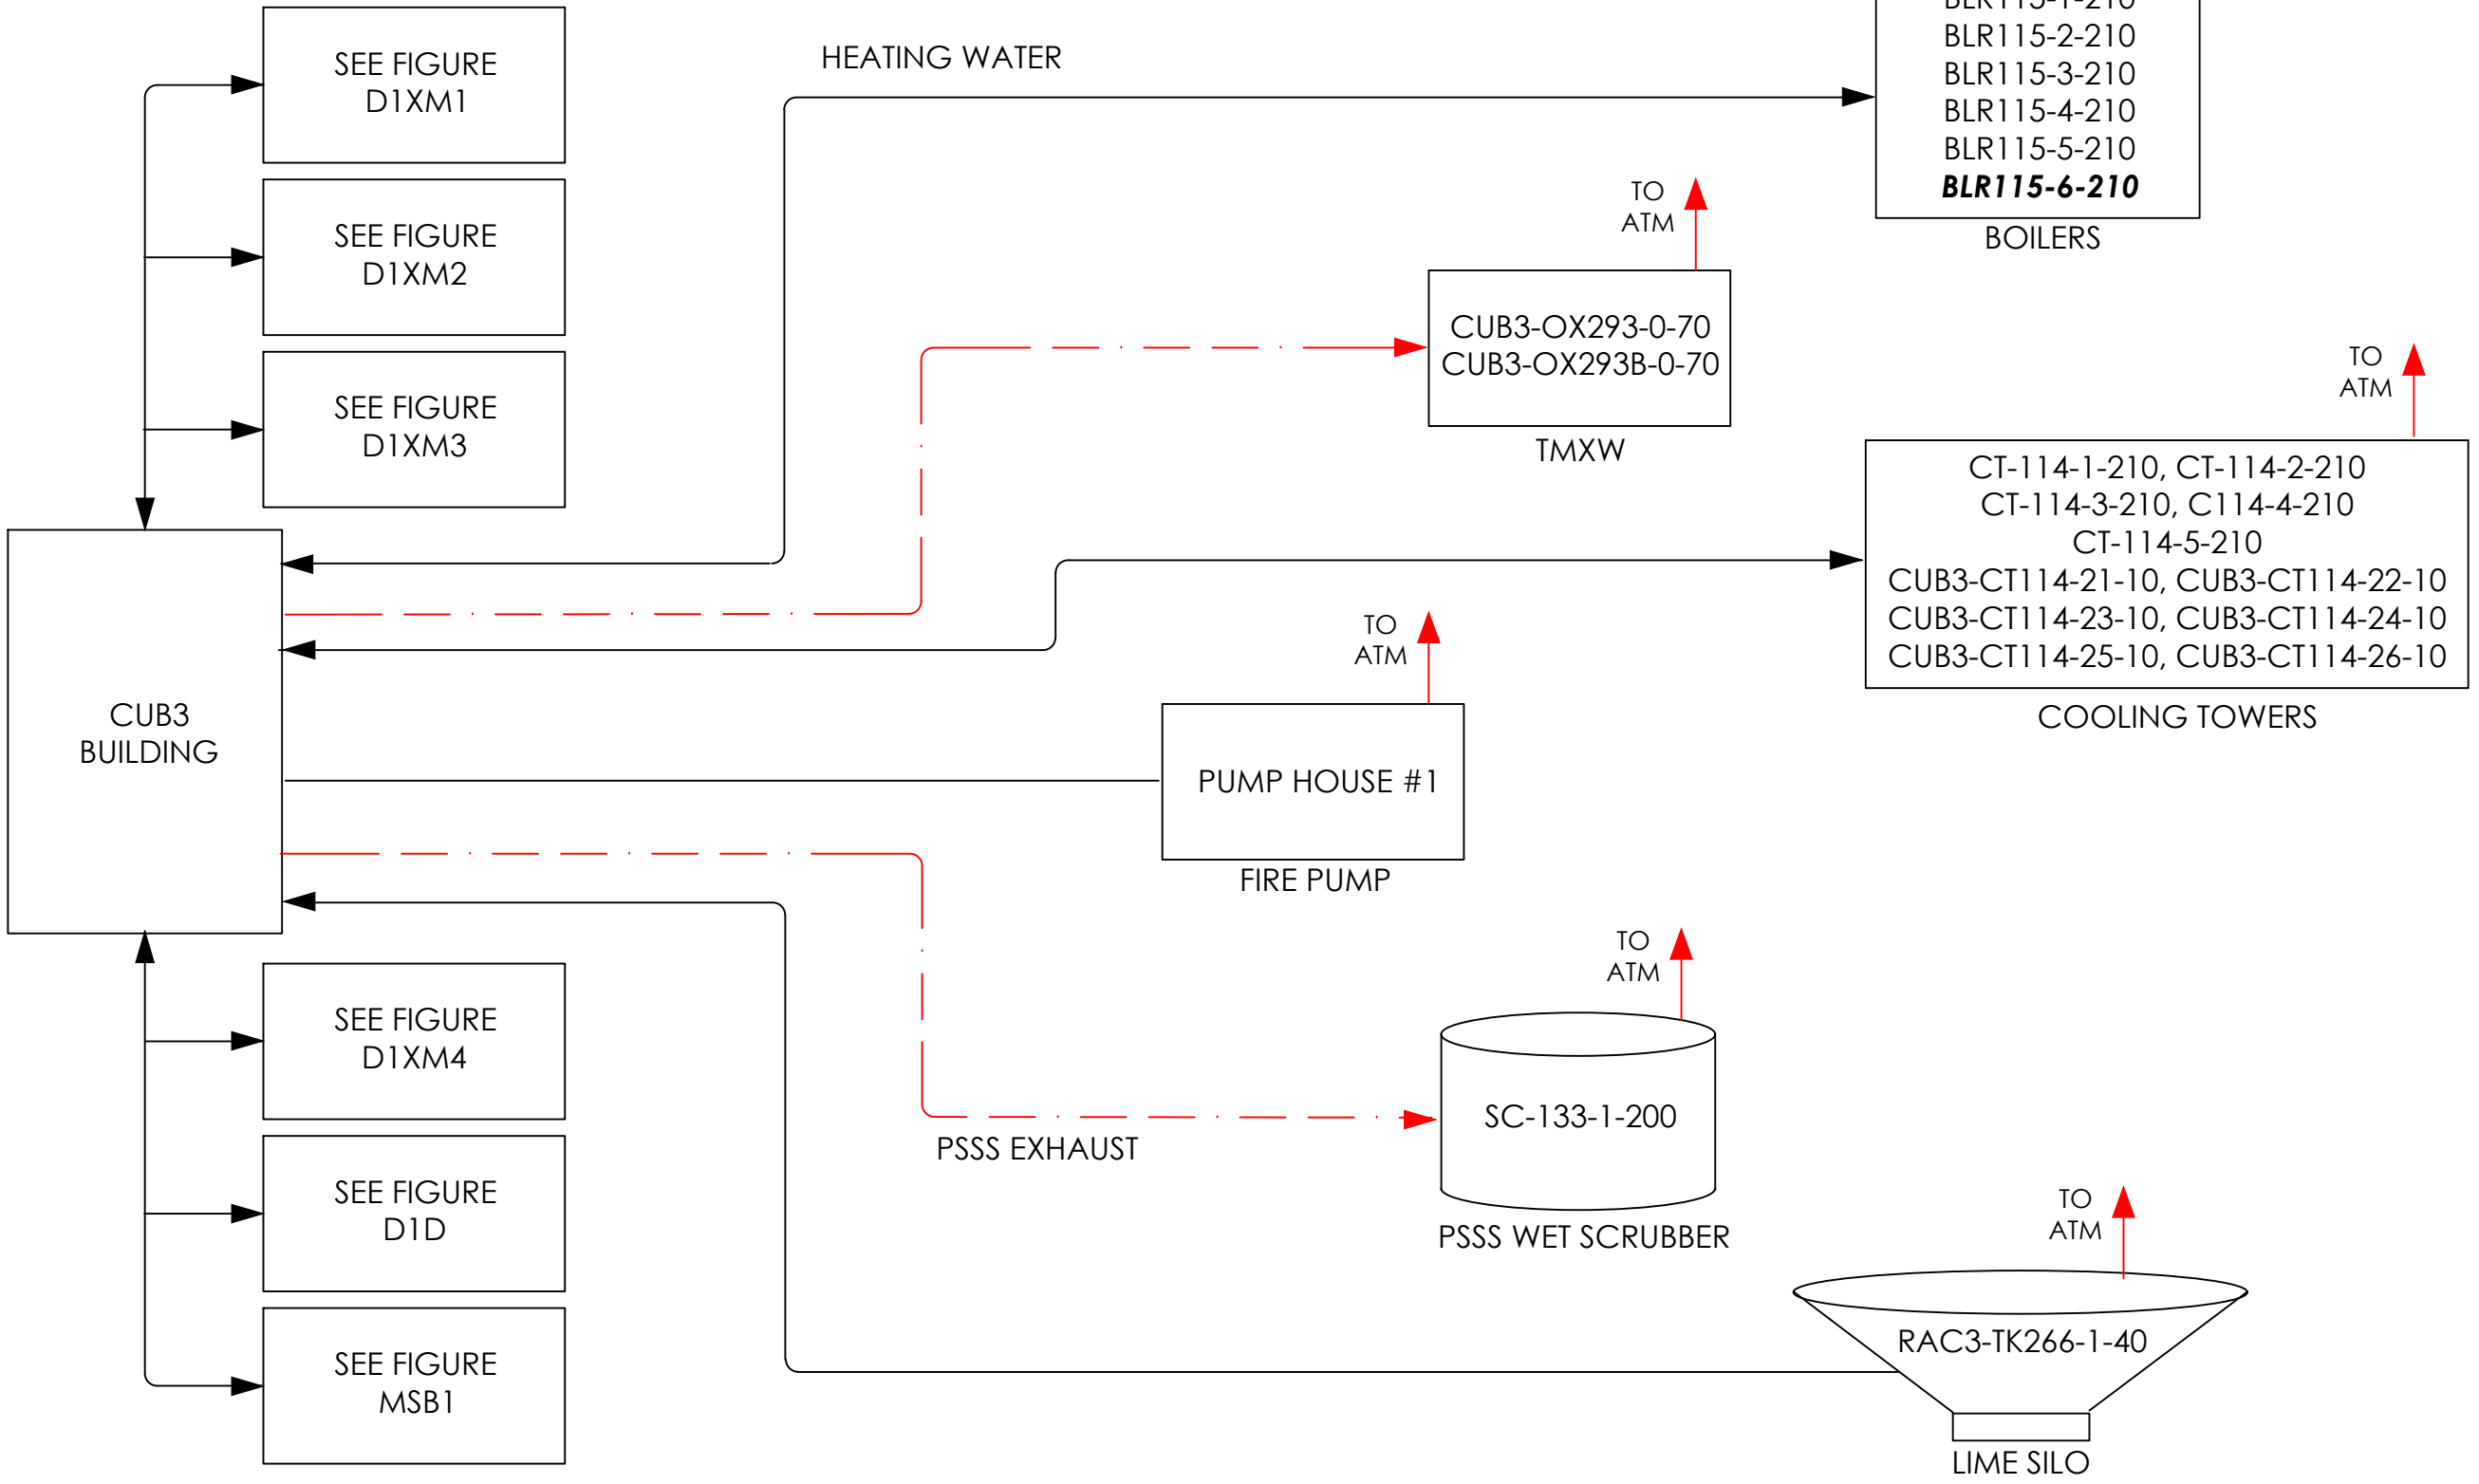 BLR115-1-210
BLR115-2-210
BLR115-3-210
BLR115-4-210
BLR115-5-210
BLR115-6-210
BOILERS
HEATING WATER
SEE FIGURE
D1XM1
SEE FIGURE
D1XM2
SEE FIGURE
D1XM3
TO
ATM
CUB3-OX293-0-70
CUB3-OX293B-0-70
TMXW
TO
ATM
CT-114-1-210, CT-114-2-210
CT-114-3-210, C114-4-210
CT-114-5-210
CUB3-CT114-21-10, CUB3-CT114-22-10
CUB3-CT114-23-10, CUB3-CT114-24-10
CUB3-CT114-25-10, CUB3-CT114-26-10
COOLING TOWERS
CUB3
BUILDING
TO
ATM
PUMP HOUSE #1
FIRE PUMP
TO
ATM
SC-133-1-200
PSSS WET SCRUBBER
PSSS EXHAUST
SEE FIGURE
D1XM4
SEE FIGURE
D1D
SEE FIGURE
MSB1
TO
ATM
RAC3-TK266-1-40
LIME SILO